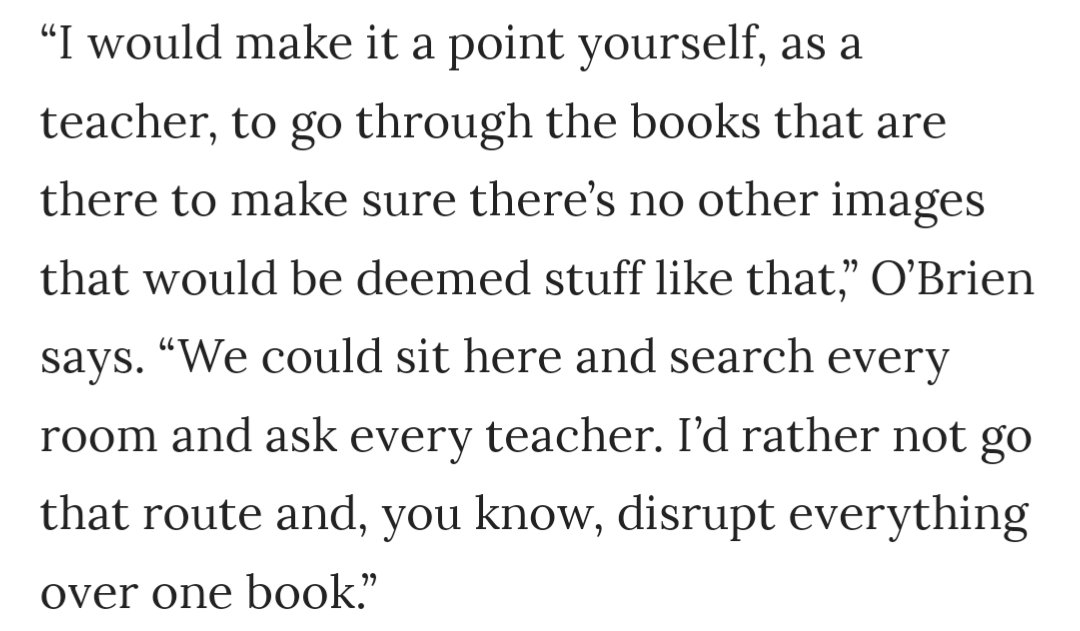 “I would make it a point yourself, as a
teacher, to go through the books that are
there to make sure there’s no other images
that would be deemed stuff like that,” O’Brien
says. “We could sit here and search every
room and ask every teacher. I’d rather not go
that route and, you know, disrupt everything
over one book.”